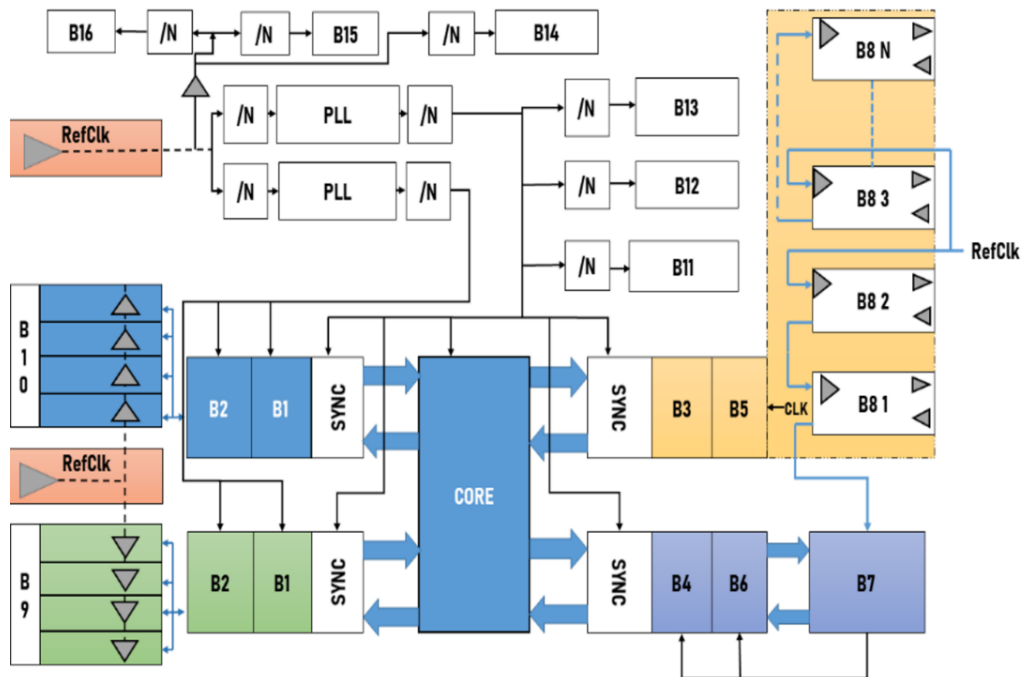 B16
/N
/N
B15
/N
B14
B8 N
RefClk
/N
PLL
/N
/N
B13
/N
PLL
/N
/N
B12
B8 3
RefClk
/N
B11
B8 2
B
1
0
B2
B1
SYNC
SYNC
B3
B5
CLK
B8 1
RefClk
CORE
B
9
B2
B1
SYNC
SYNC
B4
B6
B7